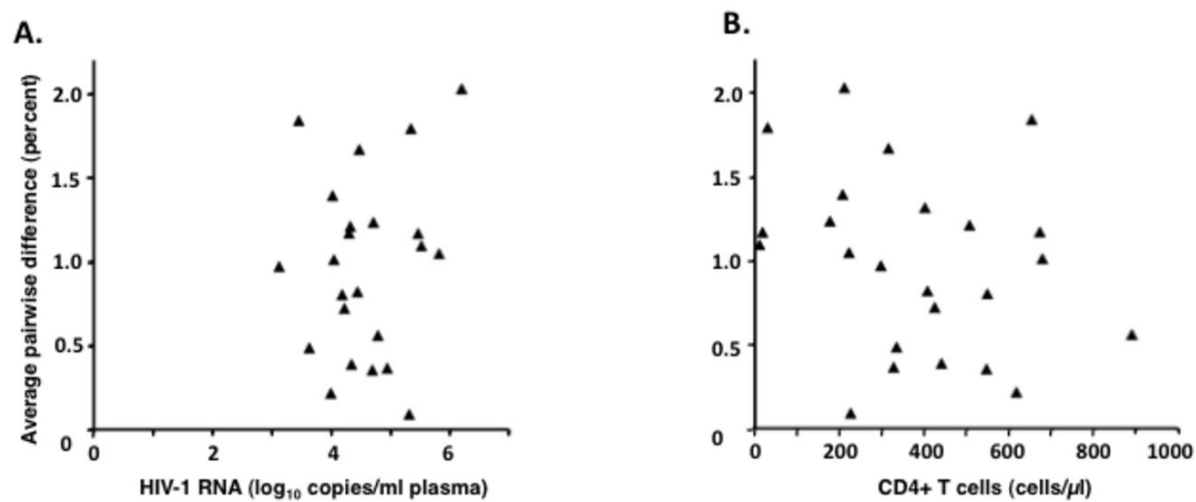 A.
Average pairwise difference (percent)
2.0
1.5
1.0
0.5
0
0 2 4 6
HIV-1 RNA (log₁₀ copies/ml plasma)
B.
2.0
1.5
1.0
0.5
0
0 200 400 600 800 1000
CD4+ T cells (cells/µl)